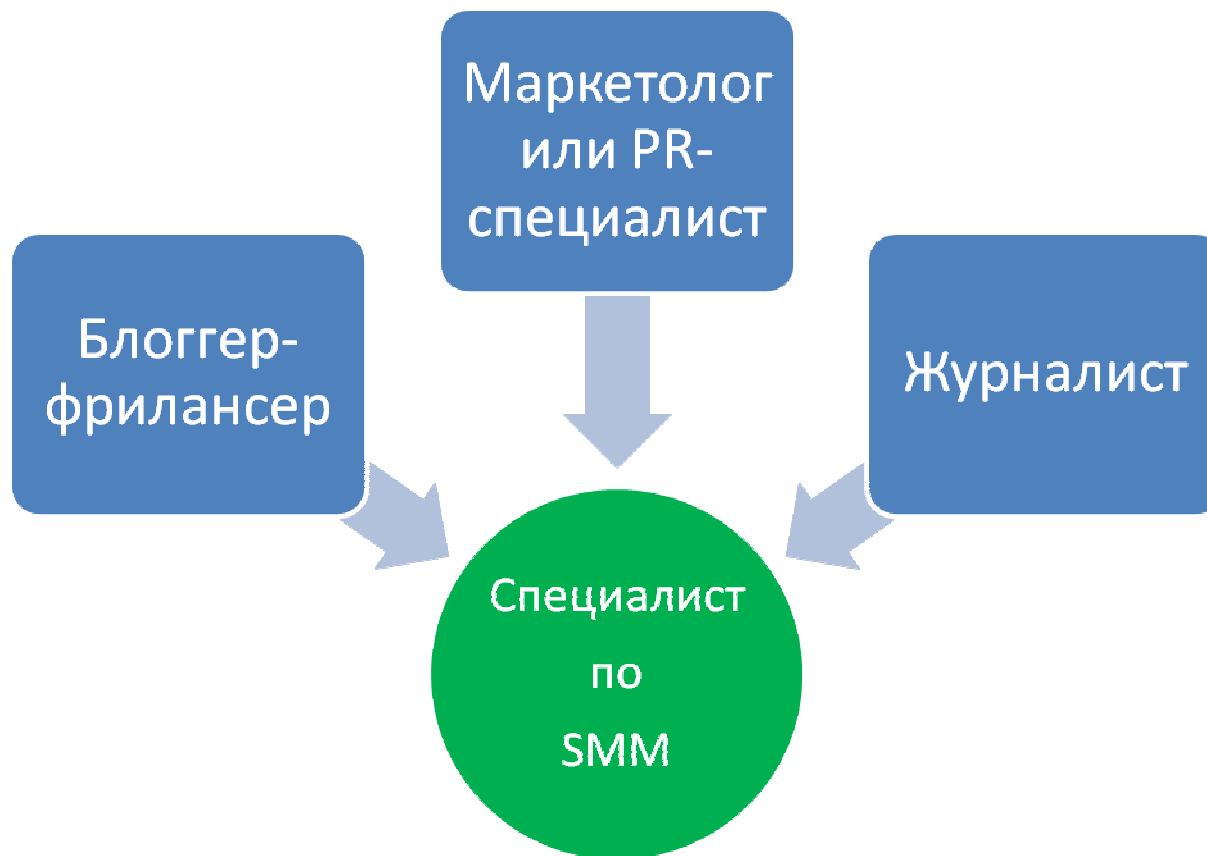 Маркетолог
или PR-
специалист
Блоггер-
фрилансер
Журналист
Специалист
по
SMM